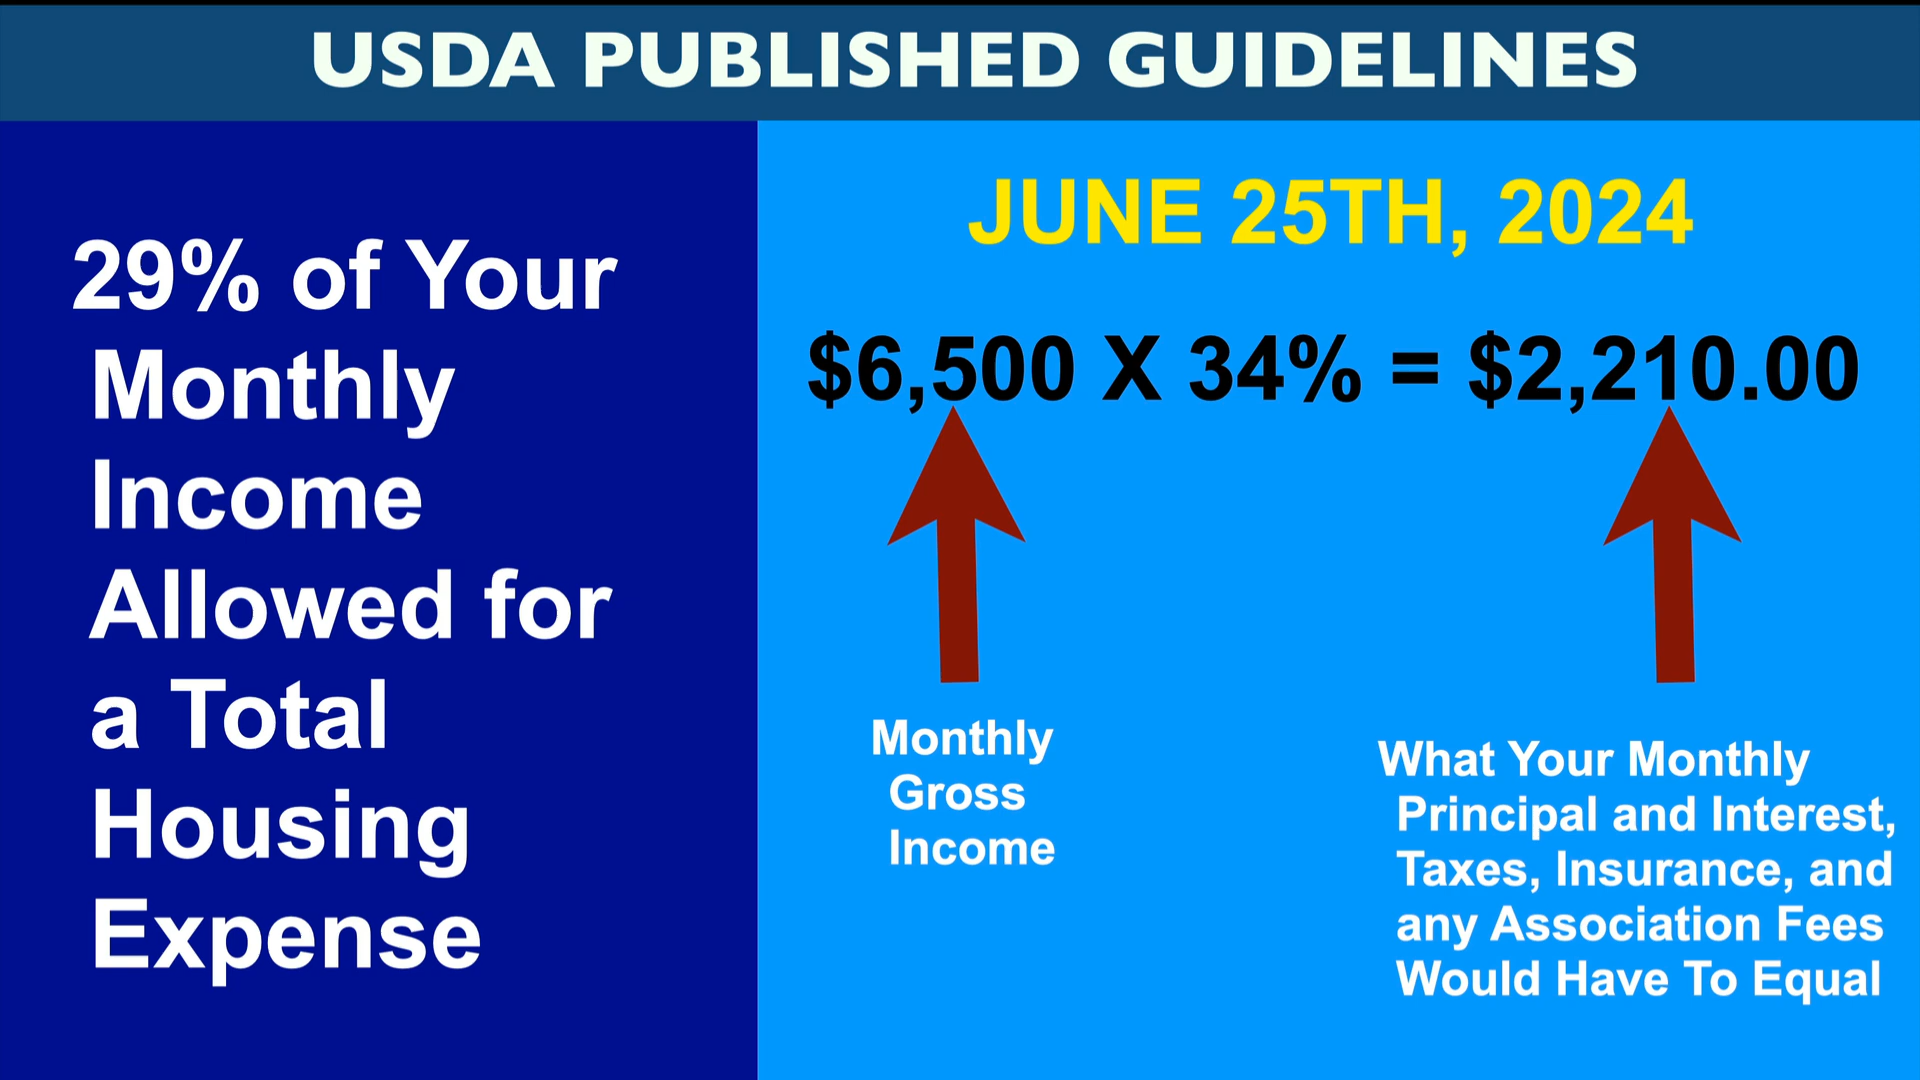 USDA PUBLISHED GUIDELINES
29% of Your
Monthly
Income
Allowed for
a Total
Housing
Expense
JUNE 25TH, 2024
$6,500 X 34% = $2,210.00
Monthly
Gross
Income
What Your Monthly
Principal and Interest,
Taxes, Insurance, and
any Association Fees
Would Have To Equal